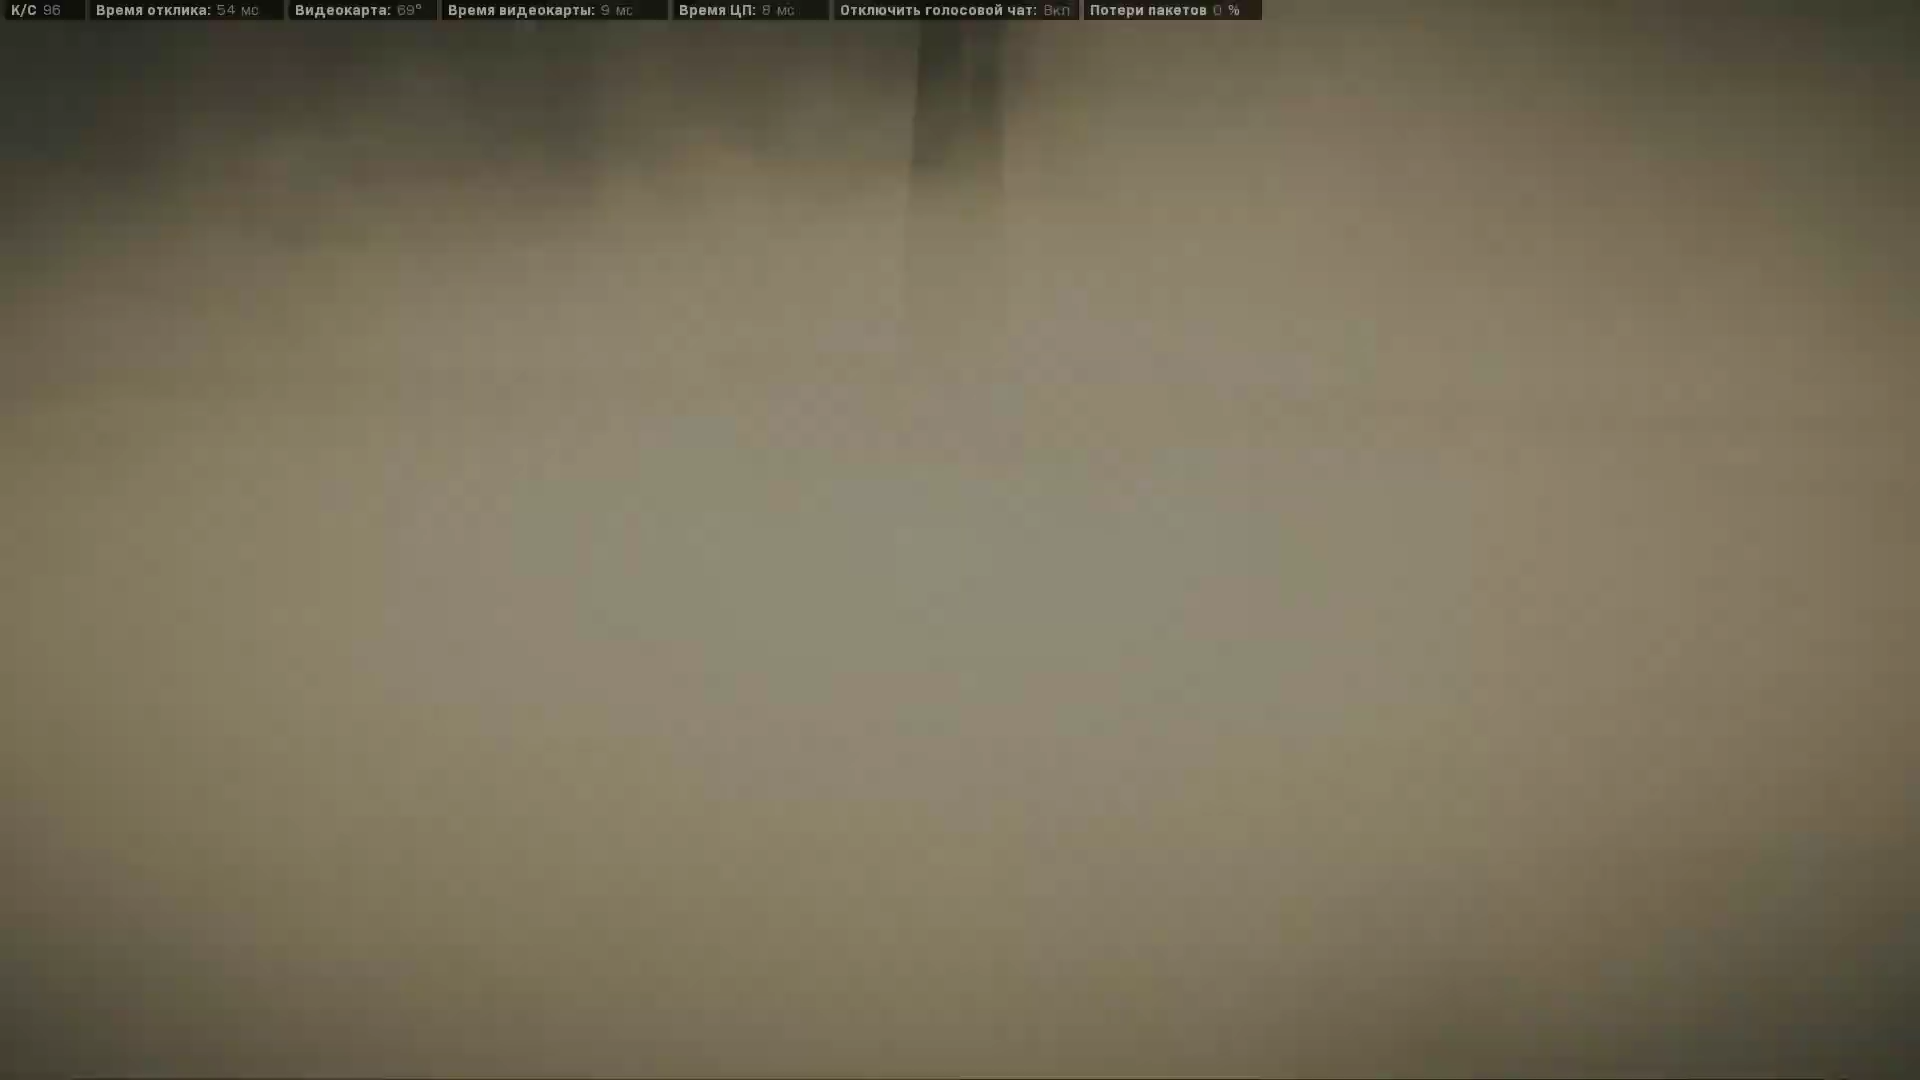 К/С 96 Время отклика: 54 мс Видеокарта: 69° Время видеокарты: 9 мс Время ЦП: 8 мс Отключить голосовой чат: Вкл Потери пакетов 0 %